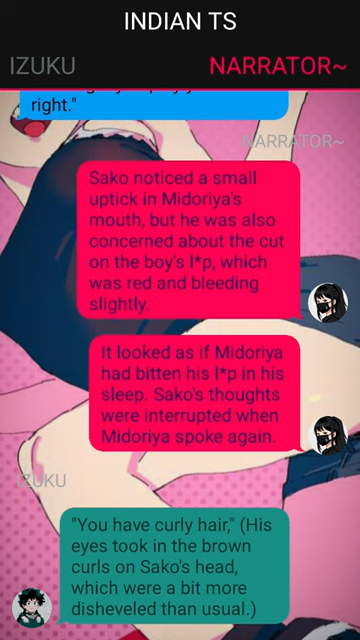 INDIAN TS
IZUKU
NARRATOR~
right."
NARRATOR~
Sako noticed a small
uptick in Midoriya's
mouth, but he was also
concerned about the cut
on the boy's l*p, which
was red and bleeding
slightly.
It looked as if Midoriya
had bitten his l*p in his
sleep. Sako's thoughts
were interrupted when
Midoriya spoke again.
IZUKU
"You have curly hair," (His
eyes took in the brown
curls on Sako's head,
which were a bit more
disheveled than usual.)